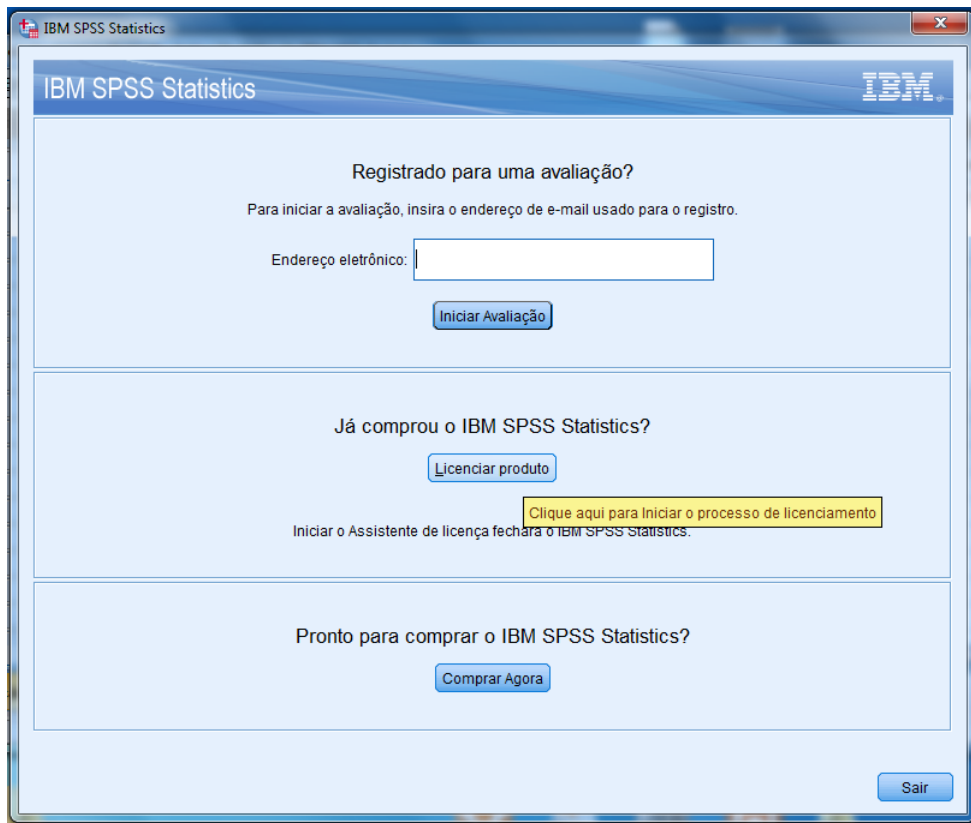 IBM SPSS Statistics
IBM SPSS Statistics
IBM
Registrado para uma avaliação?
Para iniciar a avaliação, insira o endereço de e-mail usado para o registro.
Endereço eletrônico:
Iniciar Avaliação
Já comprou o IBM SPSS Statistics?
Licenciar produto
Clique aqui para Iniciar o processo de licenciamento
Iniciar o Assistente de licença fechará o IBM SPSS Statistics.
Pronto para comprar o IBM SPSS Statistics?
Comprar Agora
Sair